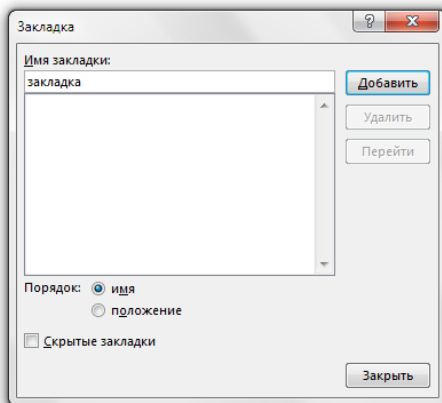 Закладка
Имя закладки:
закладка
Добавить
Удалить
Перейти
Порядок:
имя
положение
Скрытые закладки
Закрыть